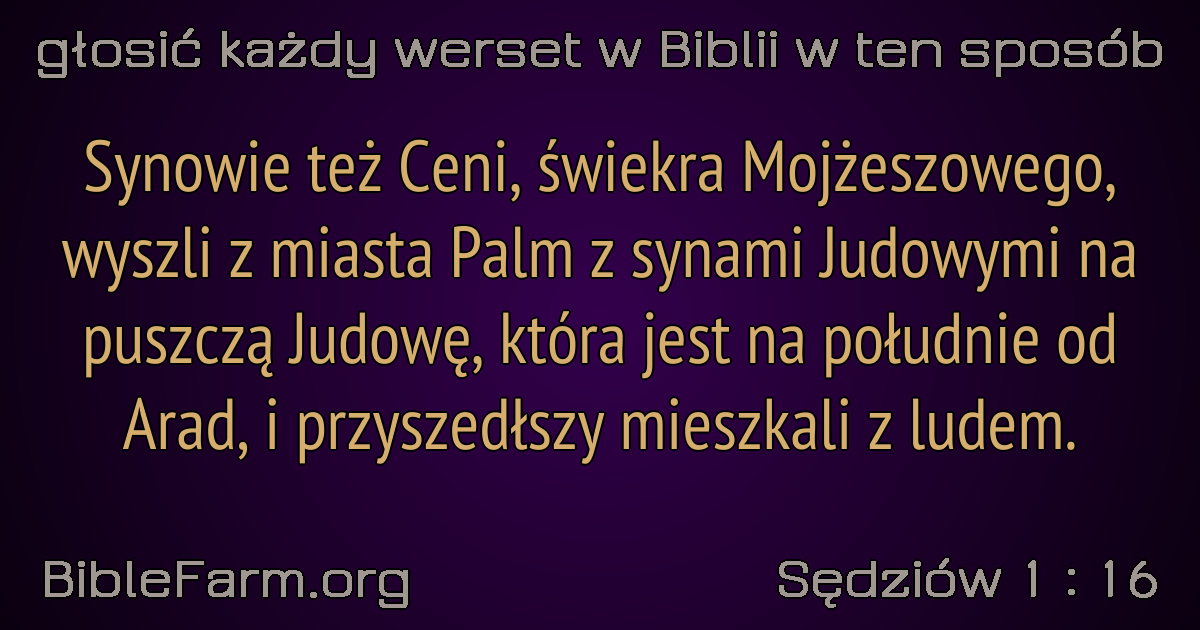 głosić każdy werset w Biblii w ten sposób
Synowie też Ceni, świekra Mojżeszowego,
wyszli z miasta Palm z synami Judowymi na
puszczą Judowę, która jest na południe od
Arad, i przyszedłszy mieszkali z ludem.
BibleFarm.org
Sędziów 1 : 16